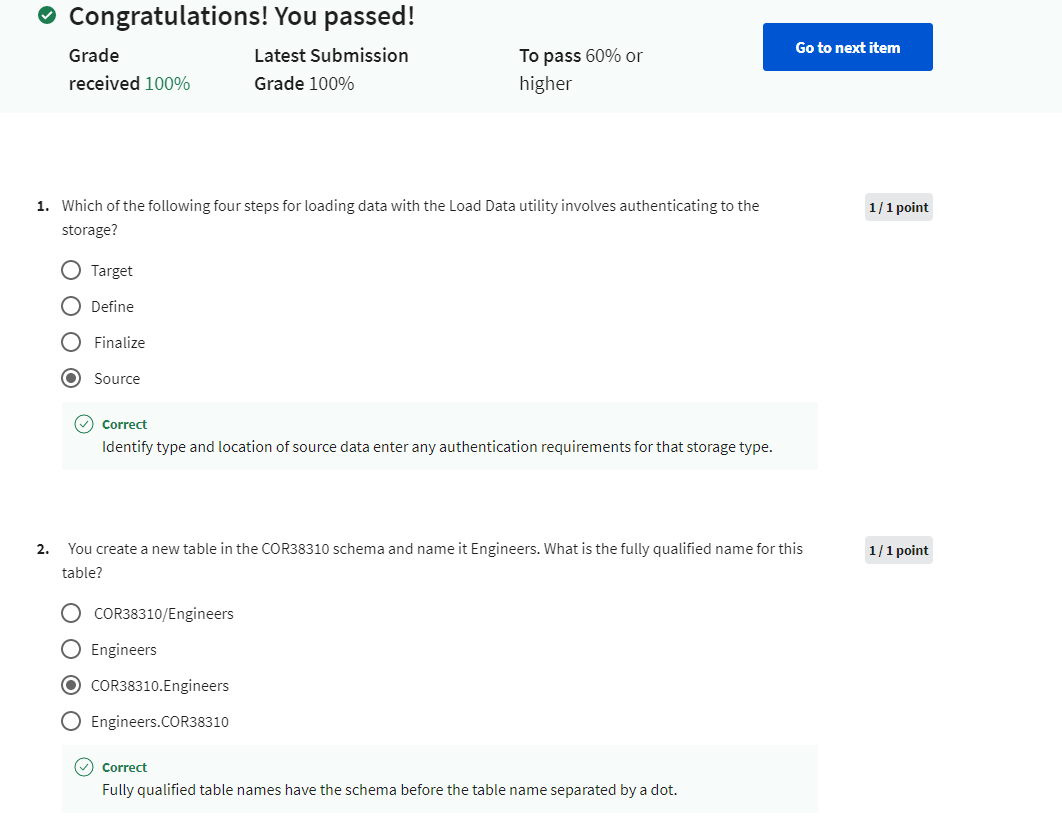 Congratulations! You passed!
Grade received 100%
Latest Submission Grade 100%
To pass 60% or higher
Go to next item
1. Which of the following four steps for loading data with the Load Data utility involves authenticating to the
storage?
1 / 1 point
Target
Define
Finalize
Source
Correct
Identify type and location of source data enter any authentication requirements for that storage type.
2. You create a new table in the COR38310 schema and name it Engineers. What is the fully qualified name for this
table?
1 / 1 point
COR38310/Engineers
Engineers
COR38310.Engineers
Engineers.COR38310
Correct
Fully qualified table names have the schema before the table name separated by a dot.